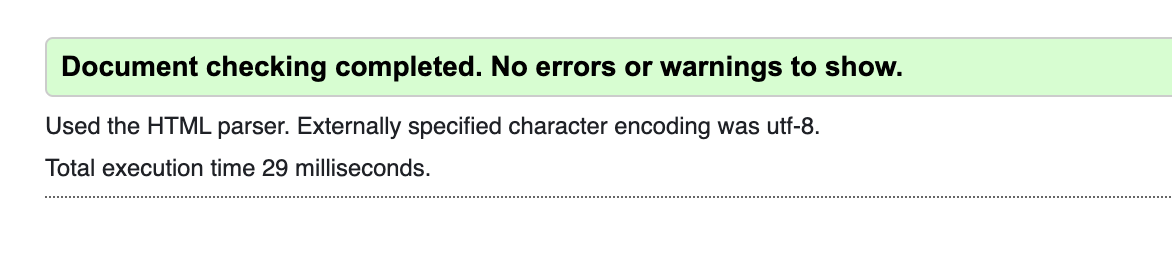 Document checking completed. No errors or warnings to show.
Used the HTML parser. Externally specified character encoding was utf-8.
Total execution time 29 milliseconds.